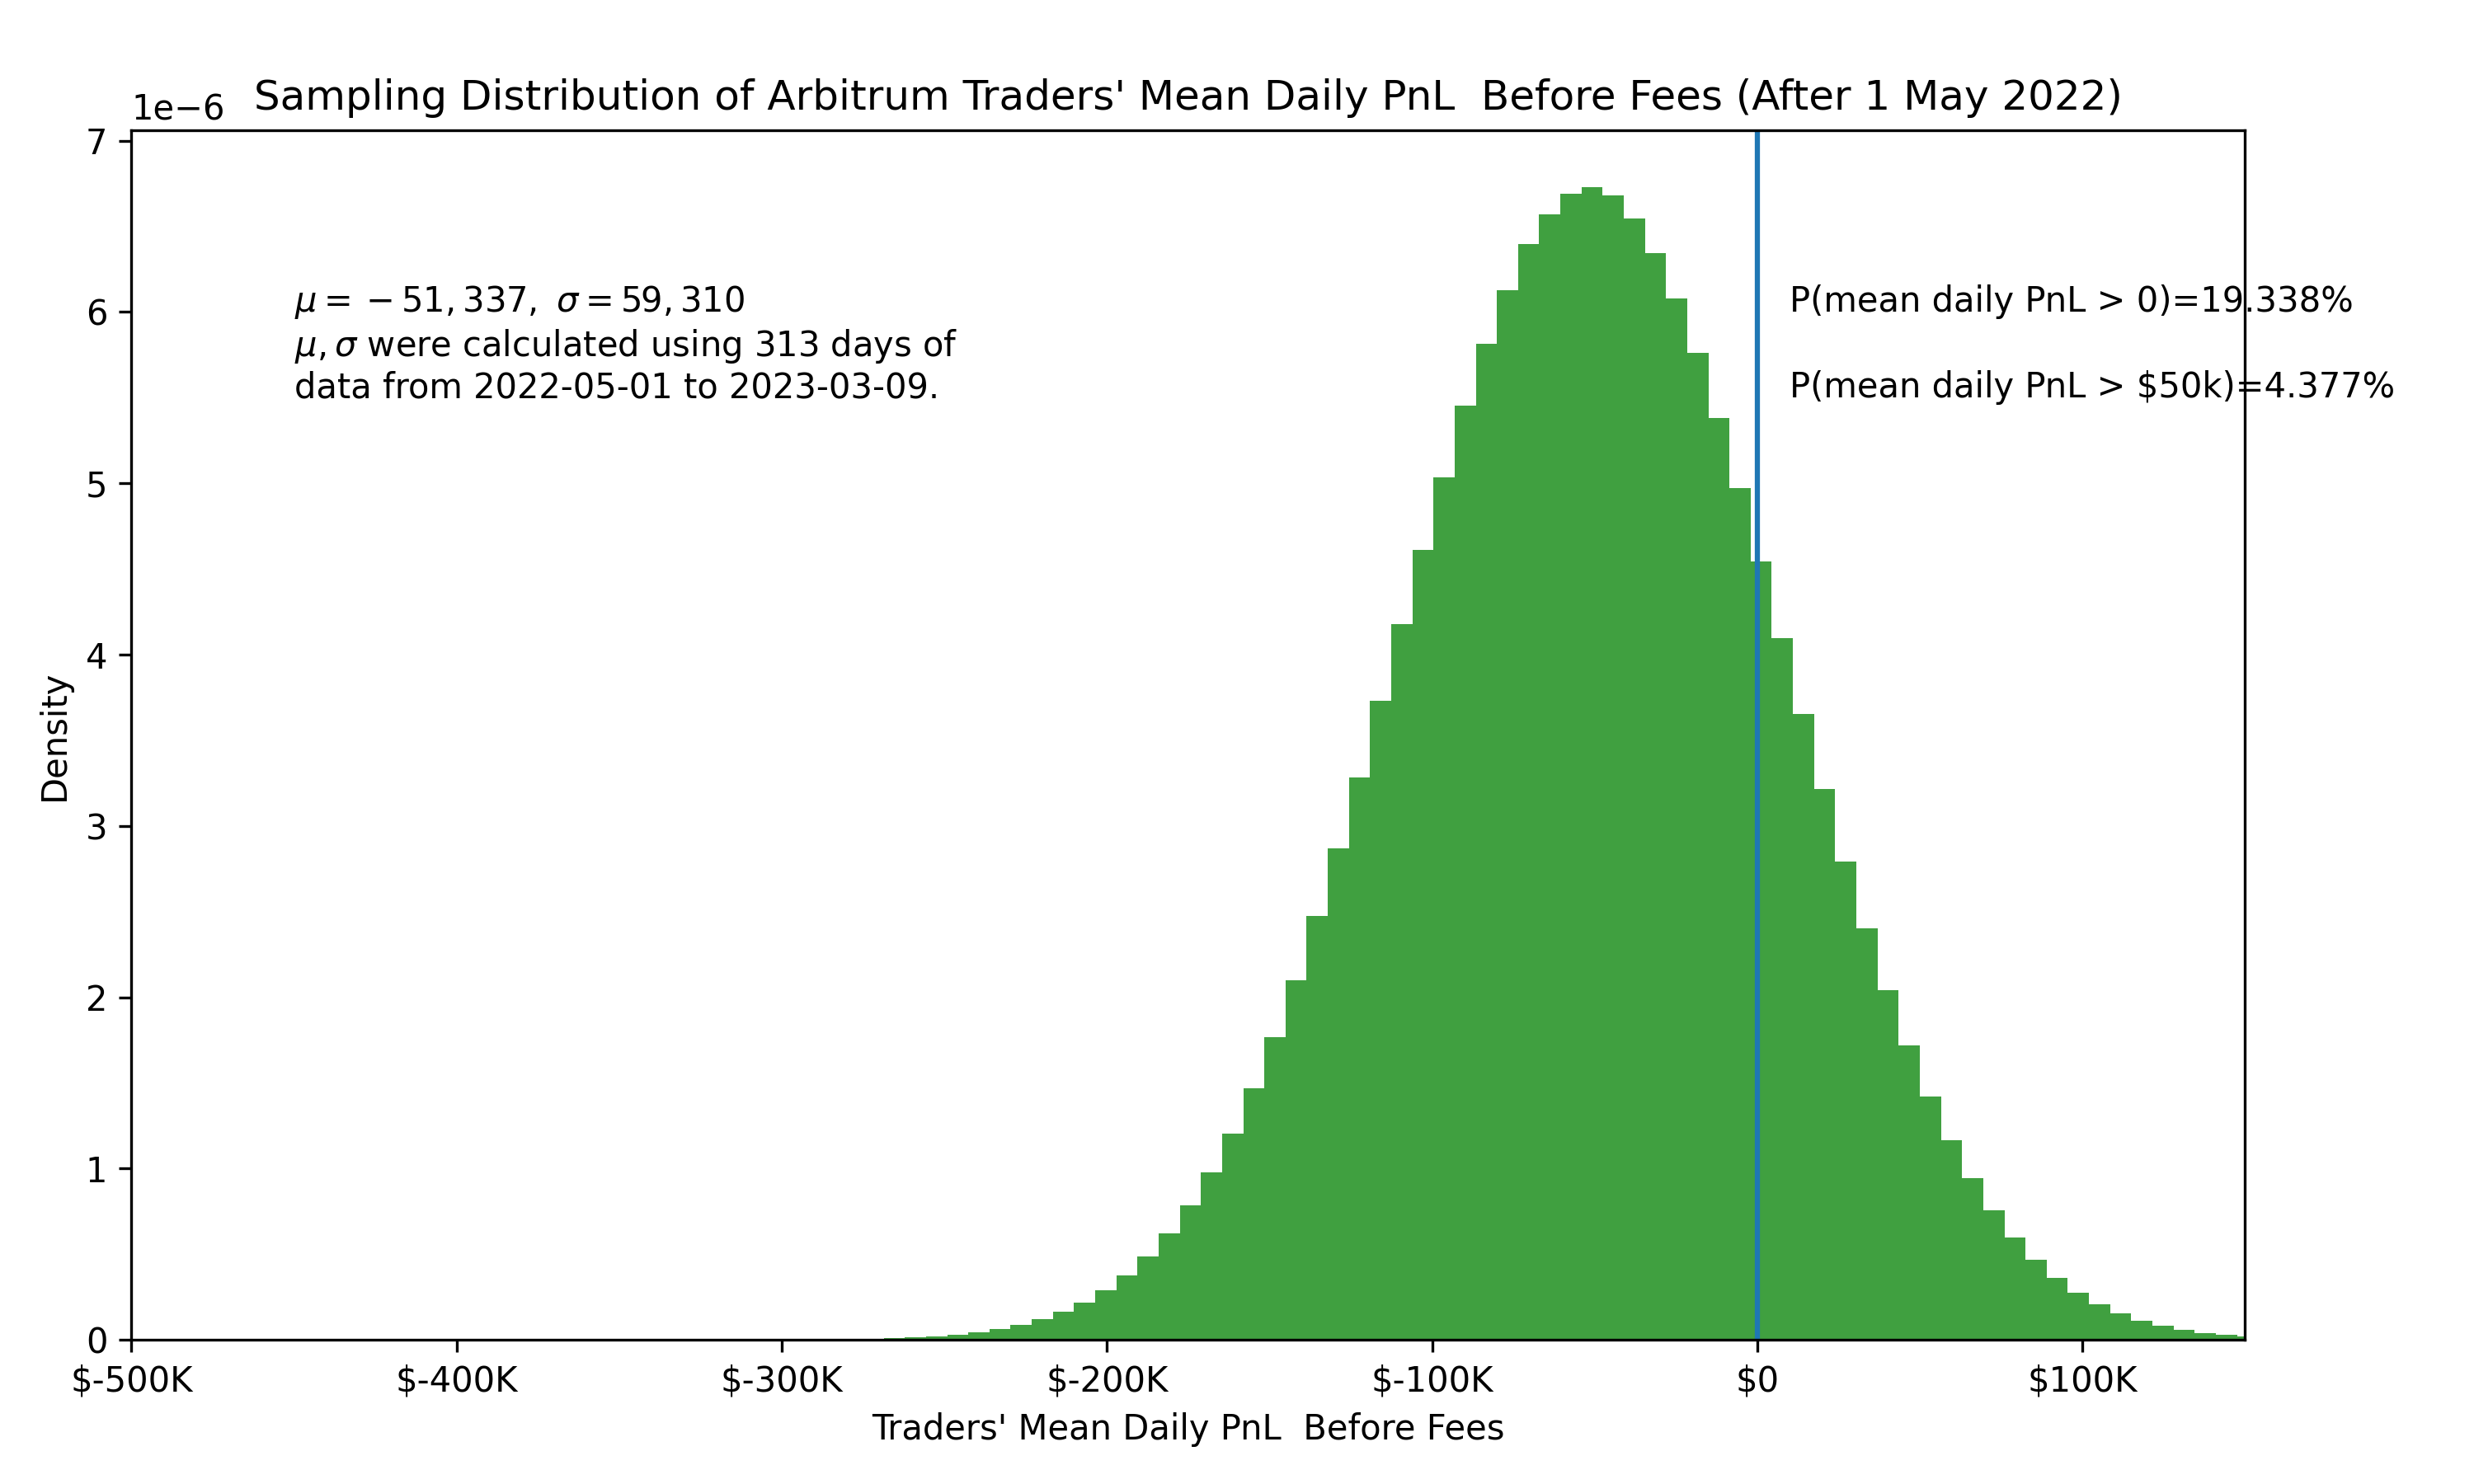 1e−6
Sampling Distribution of Arbitrum Traders' Mean Daily PnL  Before Fees (After 1 May 2022)
7
6
5
4
3
2
1
0
Density
μ = −51,337, σ = 59,310
μ, σ were calculated using 313 days of
data from 2022-05-01 to 2023-03-09.
P(mean daily PnL > 0)=19.338%
P(mean daily PnL > $50k)=4.377%
$-500K
$-400K
$-300K
$-200K
$-100K
$0
$100K
Traders' Mean Daily PnL  Before Fees